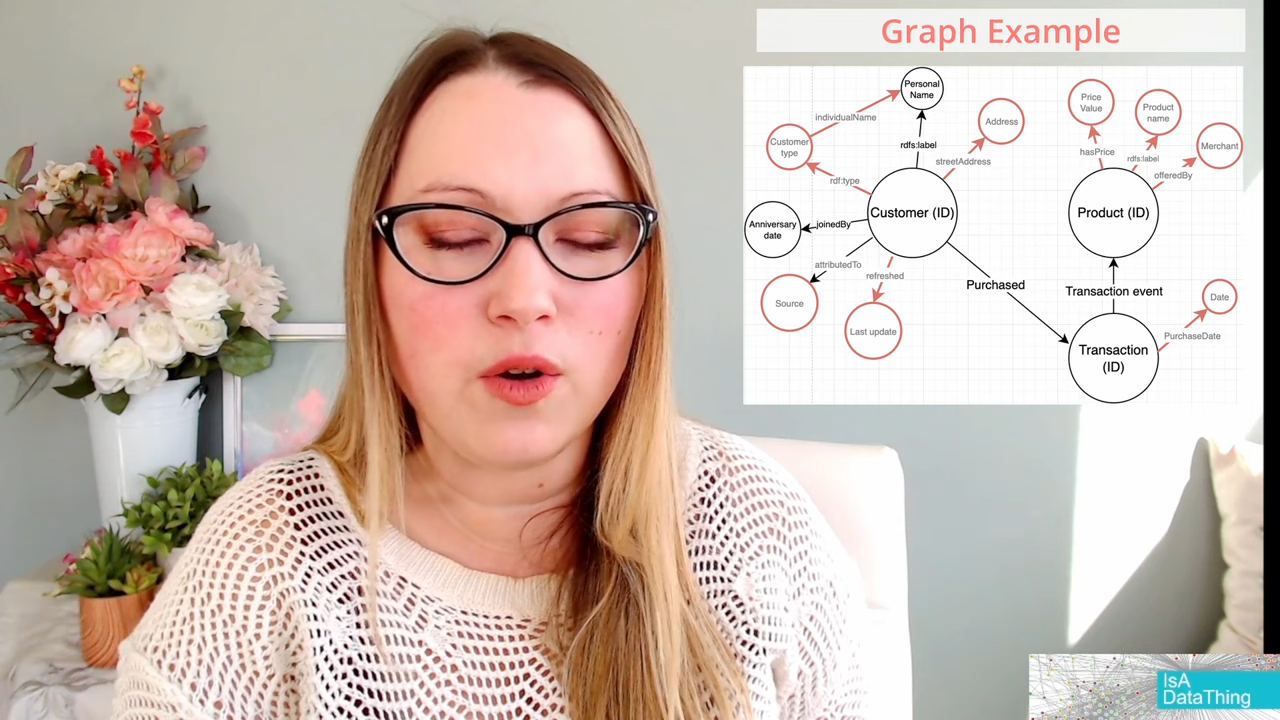 Graph Example
Personal
Name
individualName
Customer
type
rdfs:label
Address
streetAddress
rdf:type
Customer (ID)
Anniversary
date
joinedBy
attributedTo
Source
refreshed
Last update
Purchased
Price
Value
Product
name
Merchant
hasPrice
rdfs:label
offeredBy
Product (ID)
Transaction event
Date
PurchaseDate
Transaction
(ID)
IsA
DataThing